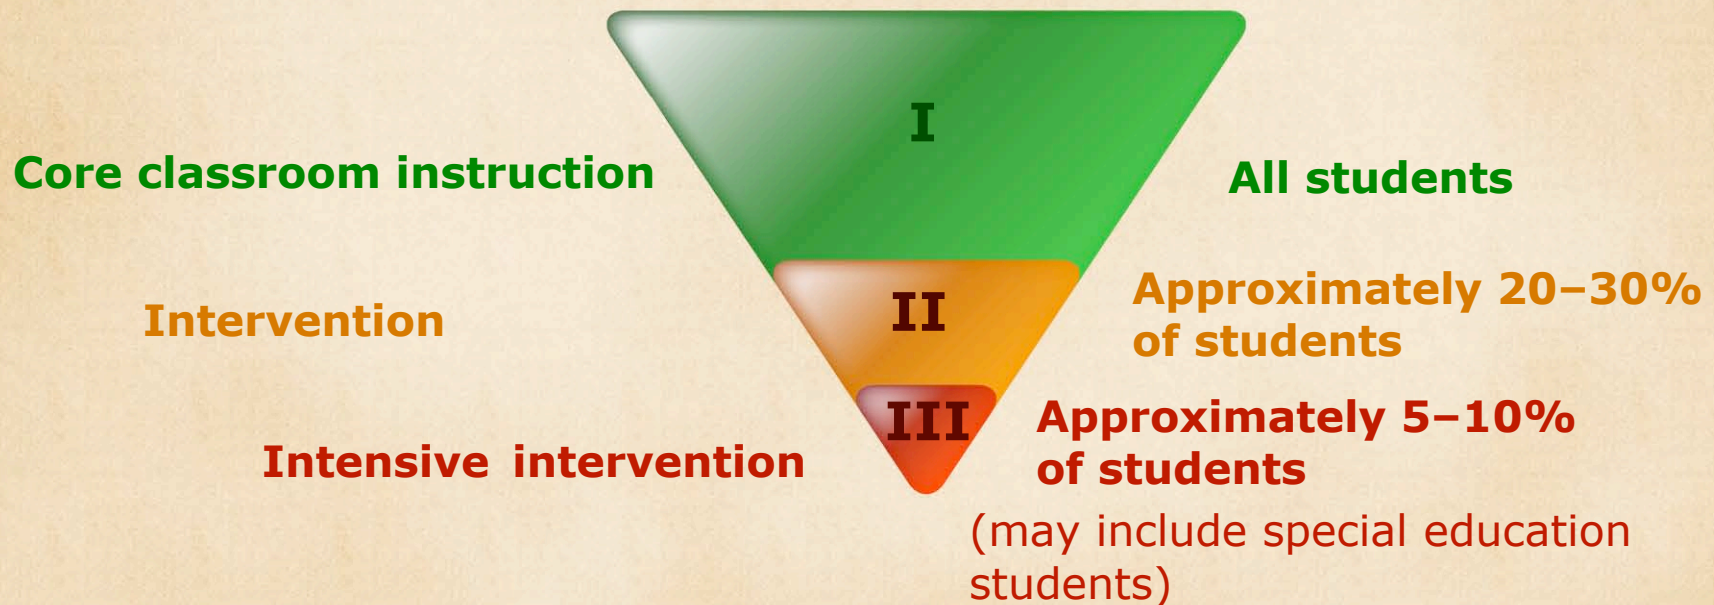 I
Core classroom instruction
All students
II
Intervention
Approximately 20–30%
of students
III
Intensive intervention
Approximately 5–10%
of students
(may include special education
students)